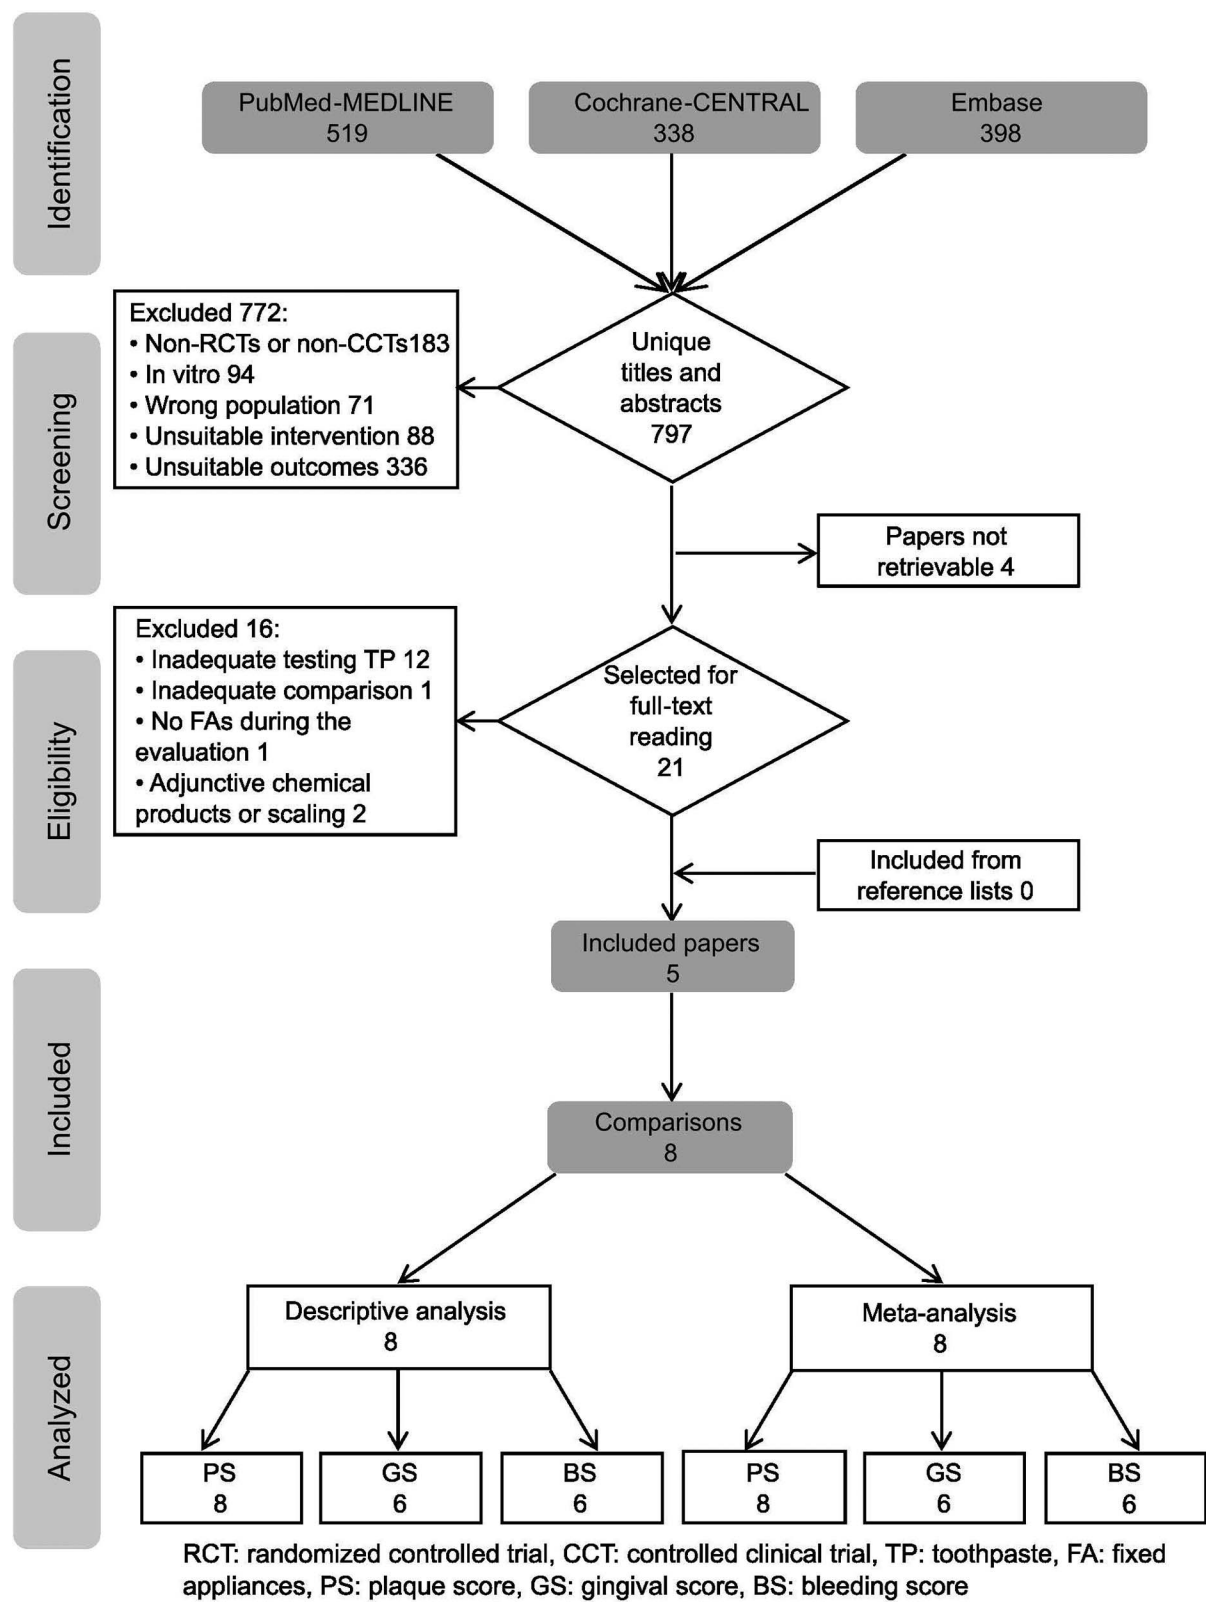 Identification
PubMed-MEDLINE
519
Cochrane-CENTRAL
338
Embase
398
Screening
Excluded 772:
• Non-RCTs or non-CCTs183
• In vitro 94
• Wrong population 71
• Unsuitable intervention 88
• Unsuitable outcomes 336
Unique
titles and
abstracts
797
Papers not
retrievable 4
Eligibility
Excluded 16:
• Inadequate testing TP 12
• Inadequate comparison 1
• No FAs during the
evaluation 1
• Adjunctive chemical
products or scaling 2
Selected for
full-text
reading
21
Included from
reference lists 0
Included papers
5
Included
Comparisons
8
Analyzed
Descriptive analysis
8
Meta-analysis
8
PS
8
GS
6
BS
6
PS
8
GS
6
BS
6
RCT: randomized controlled trial, CCT: controlled clinical trial, TP: toothpaste, FA: fixed
appliances, PS: plaque score, GS: gingival score, BS: bleeding score